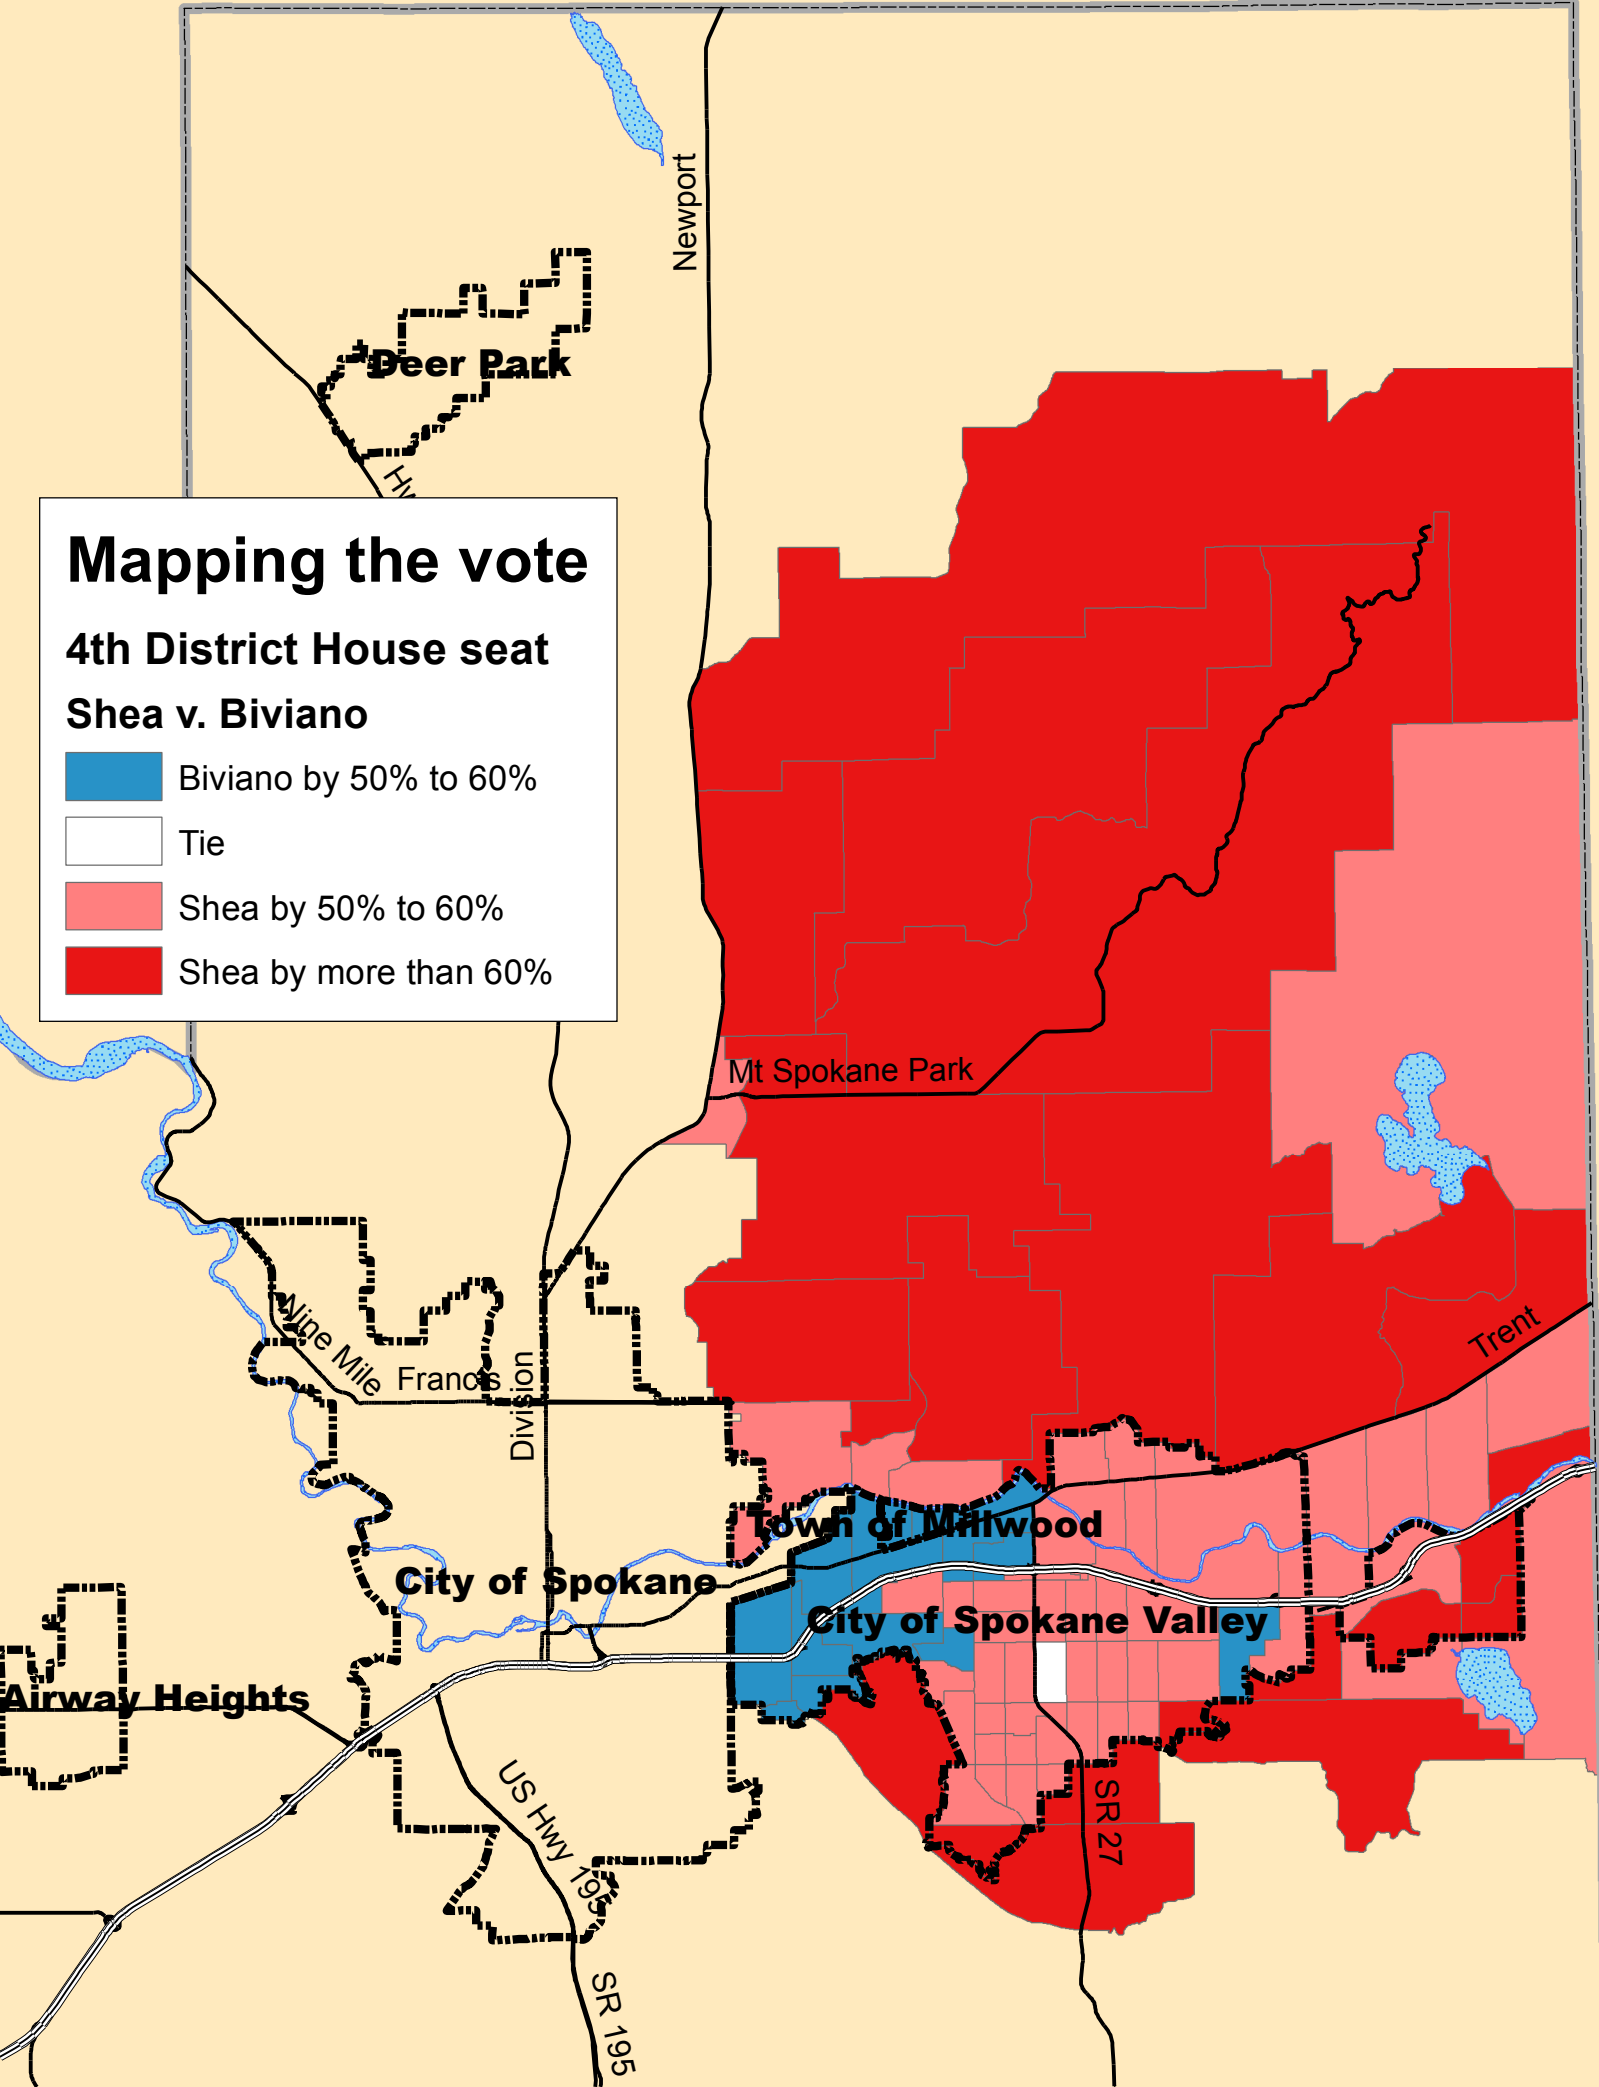 Newport
Deer Park
Hw
Mapping the vote
4th District House seat
Shea v. Biviano
Biviano by 50% to 60%
Tie
Shea by 50% to 60%
Shea by more than 60%
Mt Spokane Park
Nine Mile
Francis
Division
Trent
Town of Millwood
City of Spokane
City of Spokane Valley
Airway Heights
US Hwy 195
SR 27
SR 195